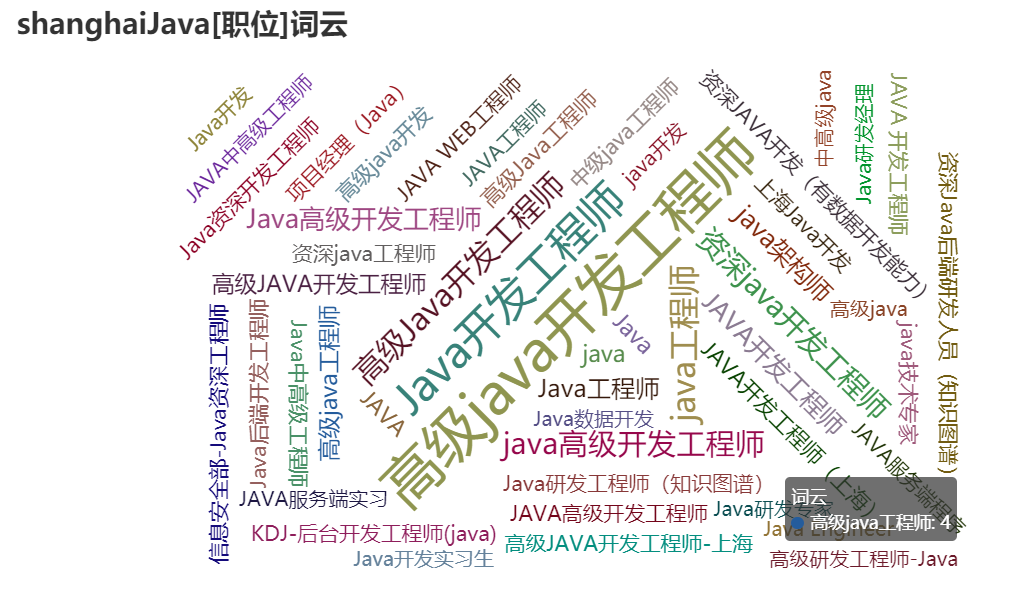 shanghaiJava[职位]词云
Java开发
JAVA中高级工程师
Java资深开发工程师
项目经理（Java）
高级java开发
JAVA WEB工程师
JAVA工程师
高级Java工程师
中级java工程师
java开发
资深JAVA开发（有数据开发能力）
中高级java
Java研发经理
JAVA 开发工程师
资深Java后端研发人员（知识图谱）
Java高级开发工程师
资深java工程师
高级JAVA开发工程师
高级Java开发工程师
Java开发工程师
高级java开发工程师
上海Java开发
java架构师
资深java开发工程师
高级java
java技术专家
信息安全部-Java资深工程师
Java后端开发工程师
Java中高级工程师
高级java工程师
JAVA
Java
java
java工程师
JAVA开发工程师
JAVA开发工程师（上海）
JAVA服务端程序
Java工程师
Java数据开发
java高级开发工程师
Java研发工程师（知识图谱）
JAVA服务端实习
JAVA高级开发工程师
Java研发专家
词云
高级java工程师: 4
KDJ-后台开发工程师(java)
高级JAVA开发工程师-上海
Java Engineer
Java开发实习生
高级研发工程师-Java